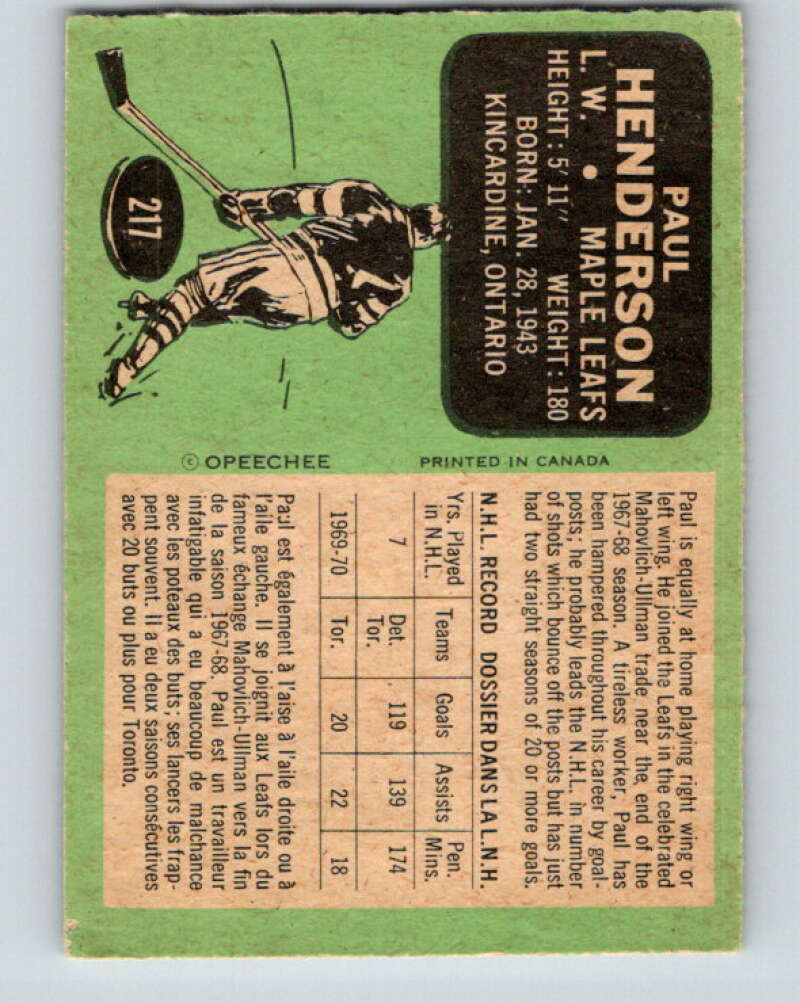 PAUL
HENDERSON
L. W. • MAPLE LEAFS
HEIGHT: 5' 11" WEIGHT: 180
BORN: JAN. 28, 1943
KINCARDINE, ONTARIO
217
© OPEECHEE PRINTED IN CANADA
Paul is equally at home playing right wing or
left wing. He joined the Leafs in the celebrated
Mahovlich-Ullman trade near the end of the
1967-68 season. A tireless worker, Paul has
been hampered throughout his career by goal-
posts; he probably leads the N.H.L. in number
of shots which bounce off the posts but has just
had two straight seasons of 20 or more goals.
N.H.L. RECORD DOSSIER DANS LA L.N.H.
Yrs. Played in N.H.L. Teams Goals Assists Pen. Mins.
7 Det. Tor. 119 139 174
1969-70 Tor. 20 22 18
Paul est également à l'aise à l'aile droite ou à
l'aile gauche. Il se joignit aux Leafs lors du
fameux échange Mahovlich-Ullman vers la fin
de la saison 1967-68. Paul est un travailleur
infatigable qui a eu beaucoup de malchance
avec les poteaux des buts; ses lancers les frap-
pent souvent. Il a eu deux saisons consécutives
avec 20 buts ou plus pour Toronto.